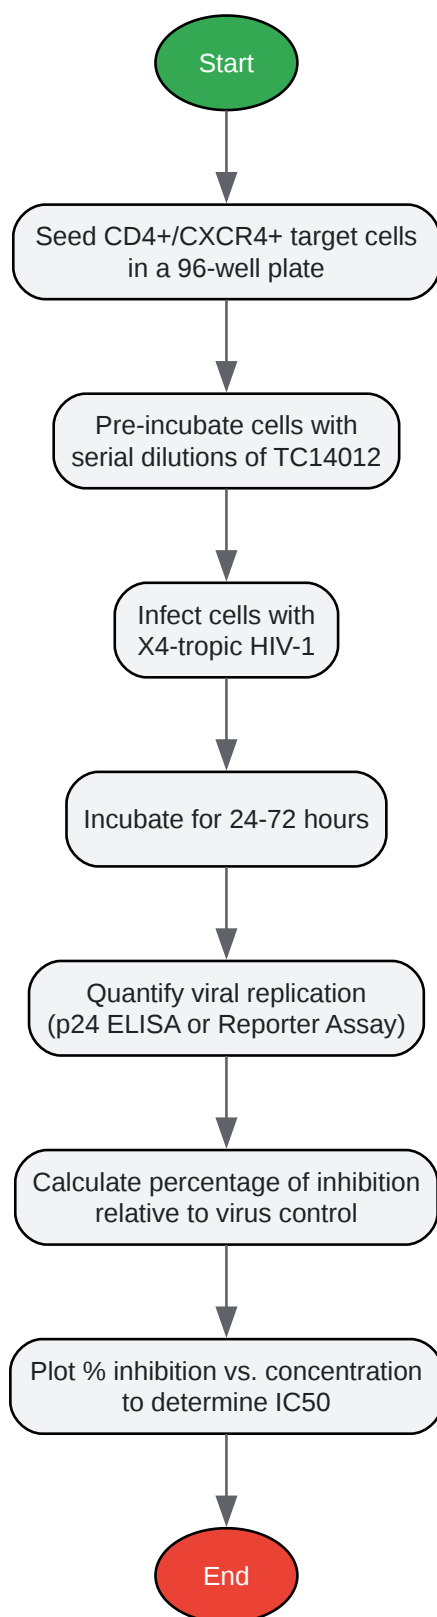 Start
Seed CD4+/CXCR4+ target cells
in a 96-well plate
Pre-incubate cells with
serial dilutions of TC14012
Infect cells with
X4-tropic HIV-1
Incubate for 24-72 hours
Quantify viral replication
(p24 ELISA or Reporter Assay)
Calculate percentage of inhibition
relative to virus control
Plot % inhibition vs. concentration
to determine IC50
End